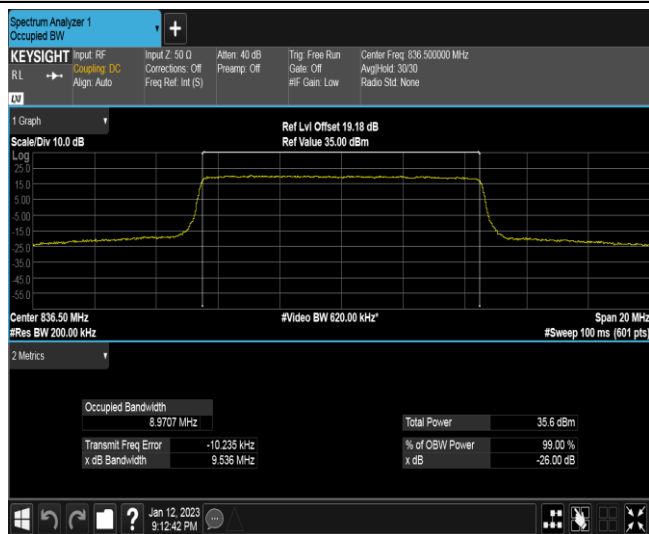 Spectrum Analyzer 1
Occupied BW
+
KEYSIGHT
RL
LXI
Input: RF
Coupling: DC
Align: Auto
Input Z: 50 Ω
Corrections: Off
Freq Ref: Int (S)
Atten: 40 dB
Preamp: Off
Trig: Free Run
Gate: Off
#IF Gain: Low
Center Freq: 836.500000 MHz
Avg|Hold: 30/30
Radio Std: None
1 Graph
Scale/Div 10.0 dB
Ref Lvl Offset 19.18 dB
Ref Value 35.00 dBm
Log
25.0
15.0
5.00
-5.00
-15.0
-25.0
-35.0
-45.0
-55.0
Center 836.50 MHz
#Res BW 200.00 kHz
#Video BW 620.00 kHz*
Span 20 MHz
#Sweep 100 ms (601 pts)
2 Metrics
Occupied Bandwidth
8.9707 MHz
Transmit Freq Error -10.235 kHz
x dB Bandwidth 9.536 MHz
Total Power 35.6 dBm
% of OBW Power 99.00 %
x dB -26.00 dB
?
Jan 12, 2023
9:12:42 PM